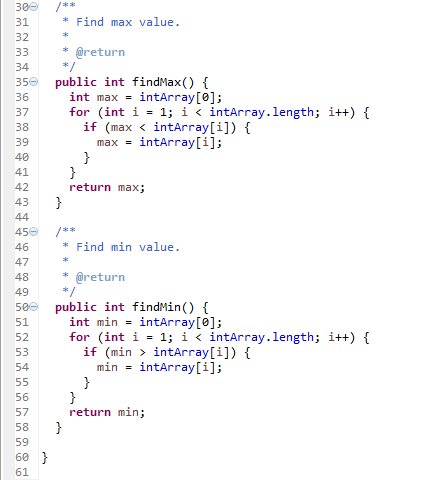 30 /**
31 * Find max value.
32 *
33 * @return
34 */
35 public int findMax() {
36 int max = intArray[0];
37 for (int i = 1; i < intArray.length; i++) {
38 if (max < intArray[i]) {
39 max = intArray[i];
40 }
41 }
42 return max;
43 }
44
45 /**
46 * Find min value.
47 *
48 * @return
49 */
50 public int findMin() {
51 int min = intArray[0];
52 for (int i = 1; i < intArray.length; i++) {
53 if (min > intArray[i]) {
54 min = intArray[i];
55 }
56 }
57 return min;
58 }
59
60 }
61